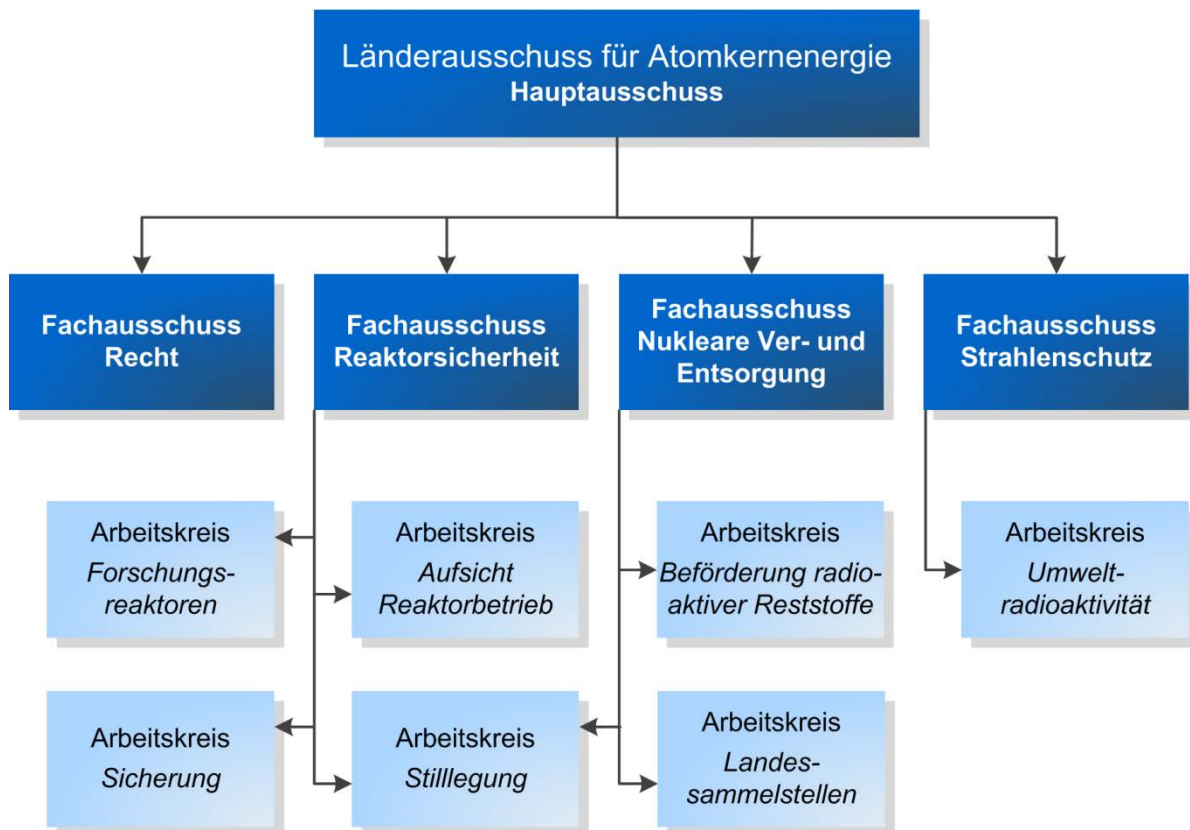 Länderausschuss für Atomkernenergie
Hauptausschuss
Fachausschuss
Recht
Fachausschuss
Reaktorsicherheit
Fachausschuss
Nukleare Ver- und
Entsorgung
Fachausschuss
Strahlenschutz
Arbeitskreis
Forschungs-
reaktoren
Arbeitskreis
Aufsicht
Reaktorbetrieb
Arbeitskreis
Beförderung radio-
aktiver Reststoffe
Arbeitskreis
Umwelt-
radioaktivität
Arbeitskreis
Sicherung
Arbeitskreis
Stilllegung
Arbeitskreis
Landes-
sammelstellen